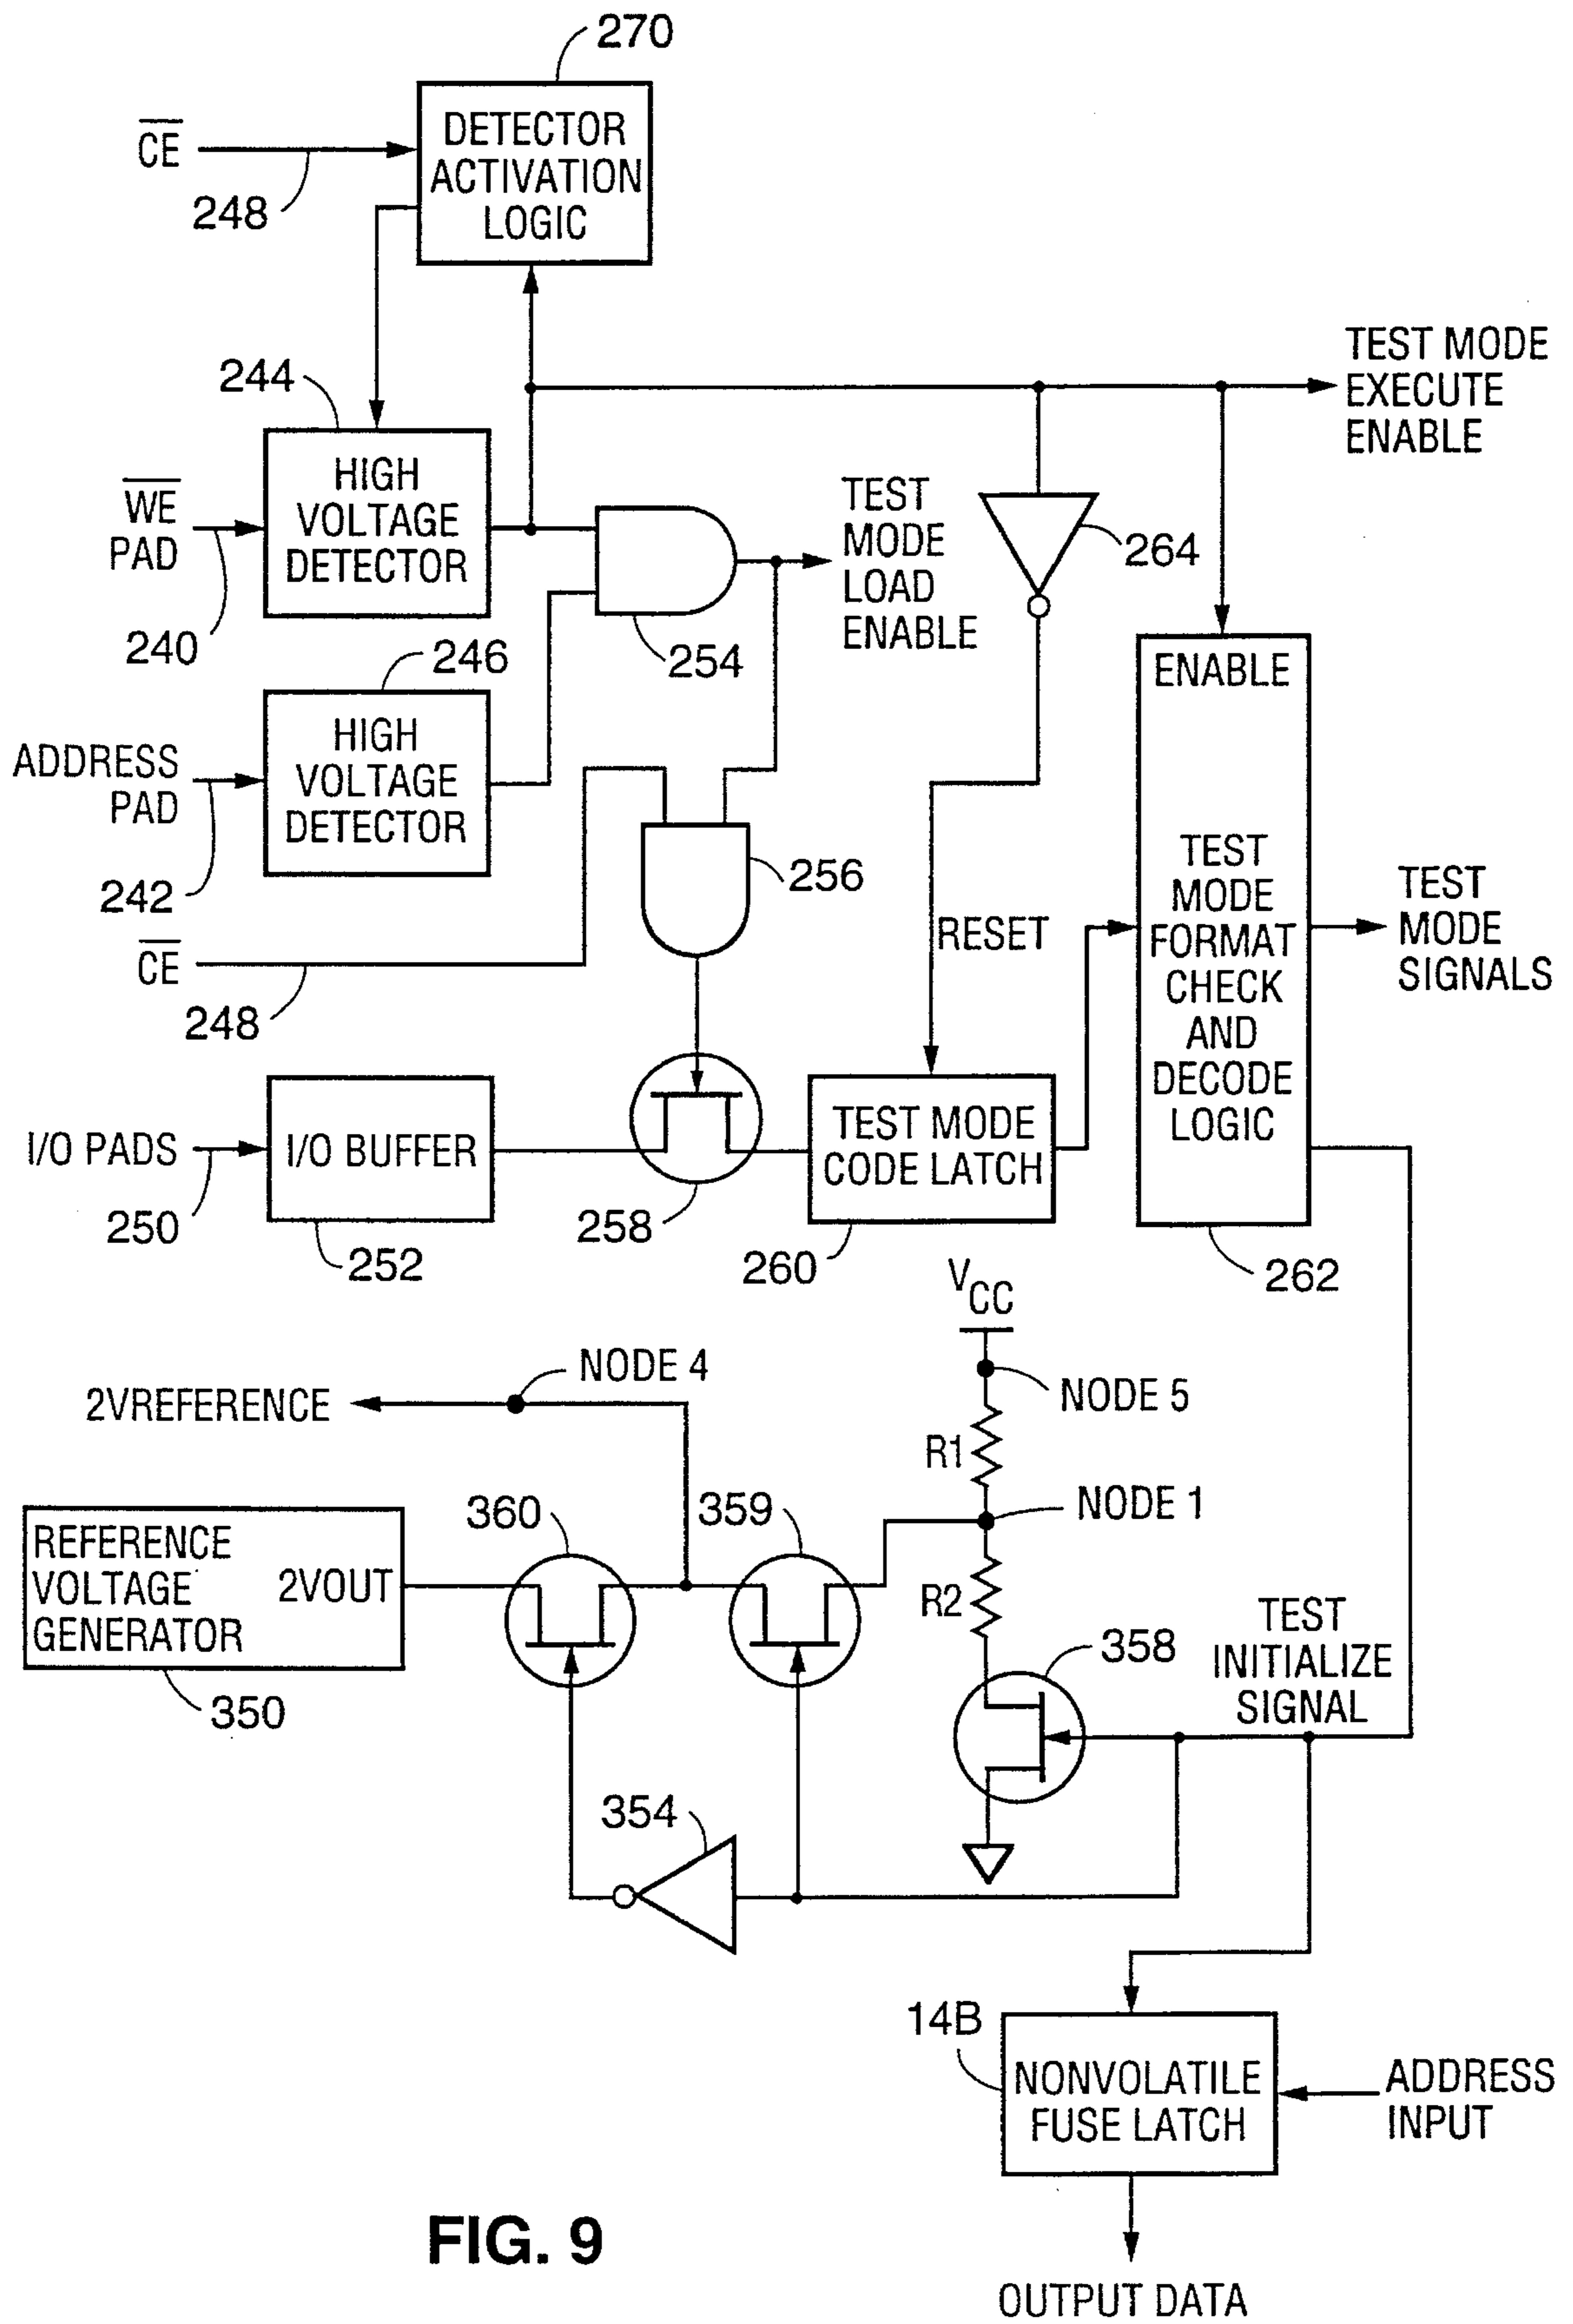 270
CE
DETECTOR
ACTIVATION
LOGIC
248
TEST MODE
EXECUTE
ENABLE
244
HIGH
VOLTAGE
DETECTOR
WE
PAD
240
TEST
MODE
LOAD
ENABLE
264
254
246
HIGH
VOLTAGE
DETECTOR
ADDRESS
PAD
242
ENABLE
TEST
MODE
FORMAT
CHECK
AND
DECODE
LOGIC
256
CE
248
RESET
TEST
MODE
SIGNALS
I/O PADS
250
I/O BUFFER
252
258
TEST MODE
CODE LATCH
260
262
VCC
NODE 4
2VREFERENCE
NODE 5
R1
NODE 1
360
359
REFERENCE
VOLTAGE
GENERATOR
2VOUT
350
R2
358
TEST
INITIALIZE
SIGNAL
354
14B
NONVOLATILE
FUSE LATCH
ADDRESS
INPUT
FIG. 9
OUTPUT DATA